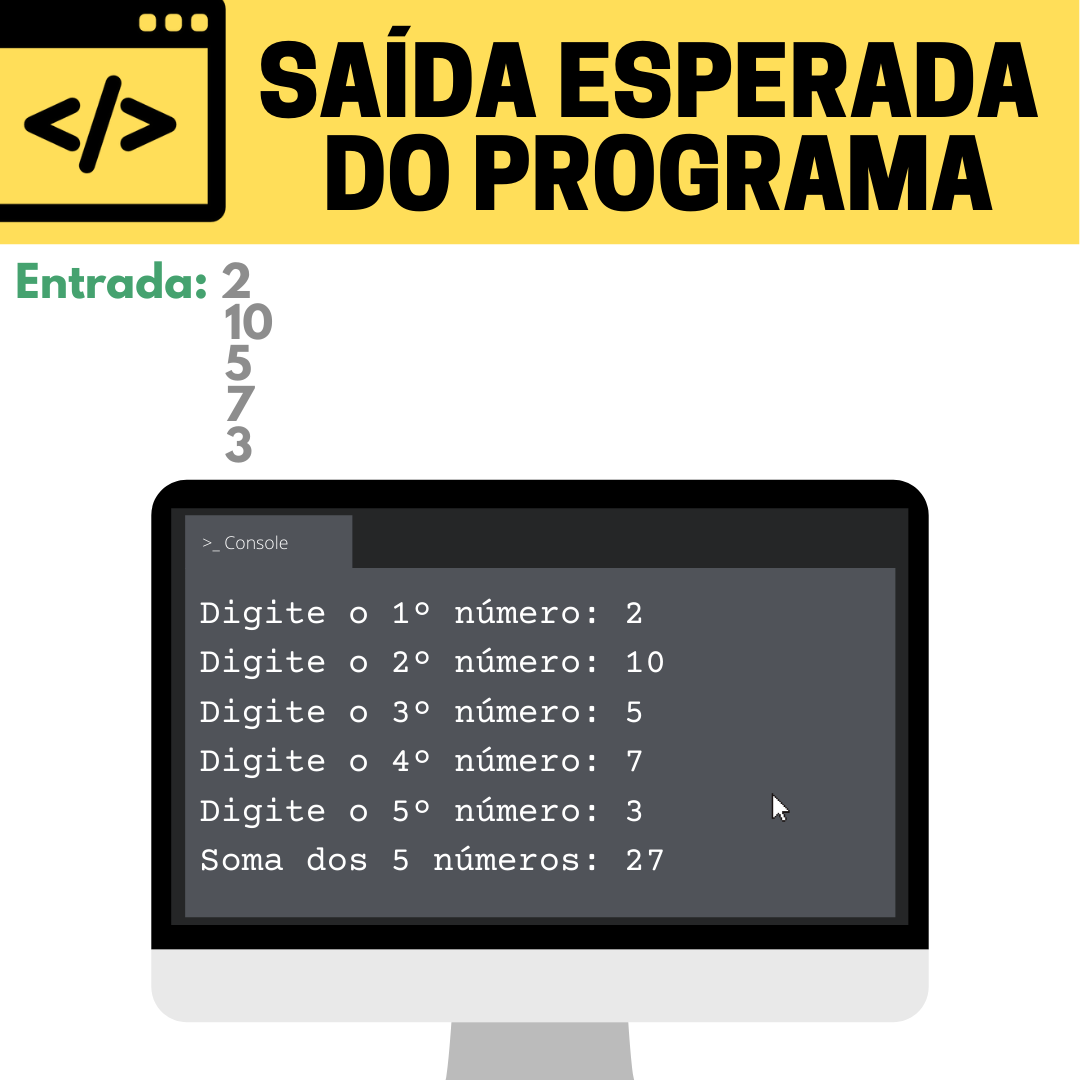 </>
SAÍDA ESPERADA
DO PROGRAMA
Entrada: 2
10
5
7
3
>_ Console
Digite o 1º número: 2
Digite o 2º número: 10
Digite o 3º número: 5
Digite o 4º número: 7
Digite o 5º número: 3
Soma dos 5 números: 27